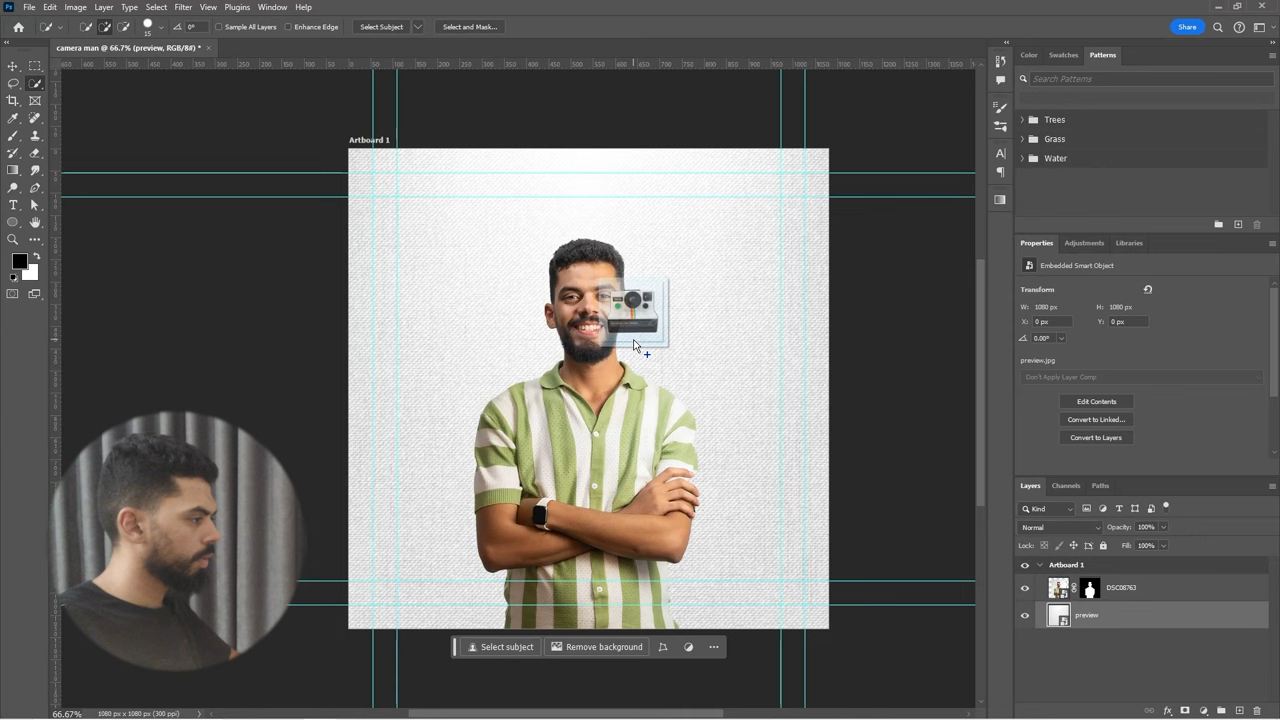 Ps File Edit Image Layer Type Select Filter View Plugins Window Help
15 0° Sample All Layers Enhance Edge Select Subject Select and Mask... Share
camera man @ 66.7% (preview, RGB/8#) * ×
Color Swatches Patterns
Search Patterns
Trees
Grass
Water
Artboard 1
Properties Adjustments Libraries
Embedded Smart Object
Transform
W: 1080 px H: 1080 px
X: 0 px Y: 0 px
0.00°
preview.jpg
Don't Apply Layer Comp
Edit Contents
Convert to Linked...
Convert to Layers
Layers Channels Paths
Kind
Normal Opacity: 100%
Lock: Fill: 100%
Artboard 1
DSC08763
preview
Select subject Remove background
66.67% 1080 px x 1080 px (300 ppi)